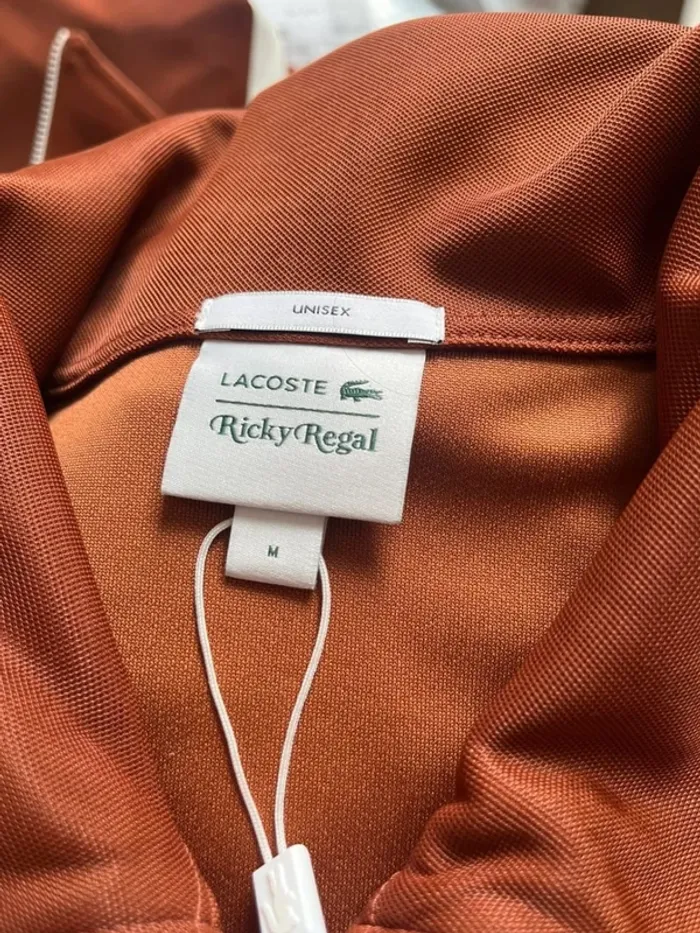 UNISEX
LACOSTE
Ricky Regal
M